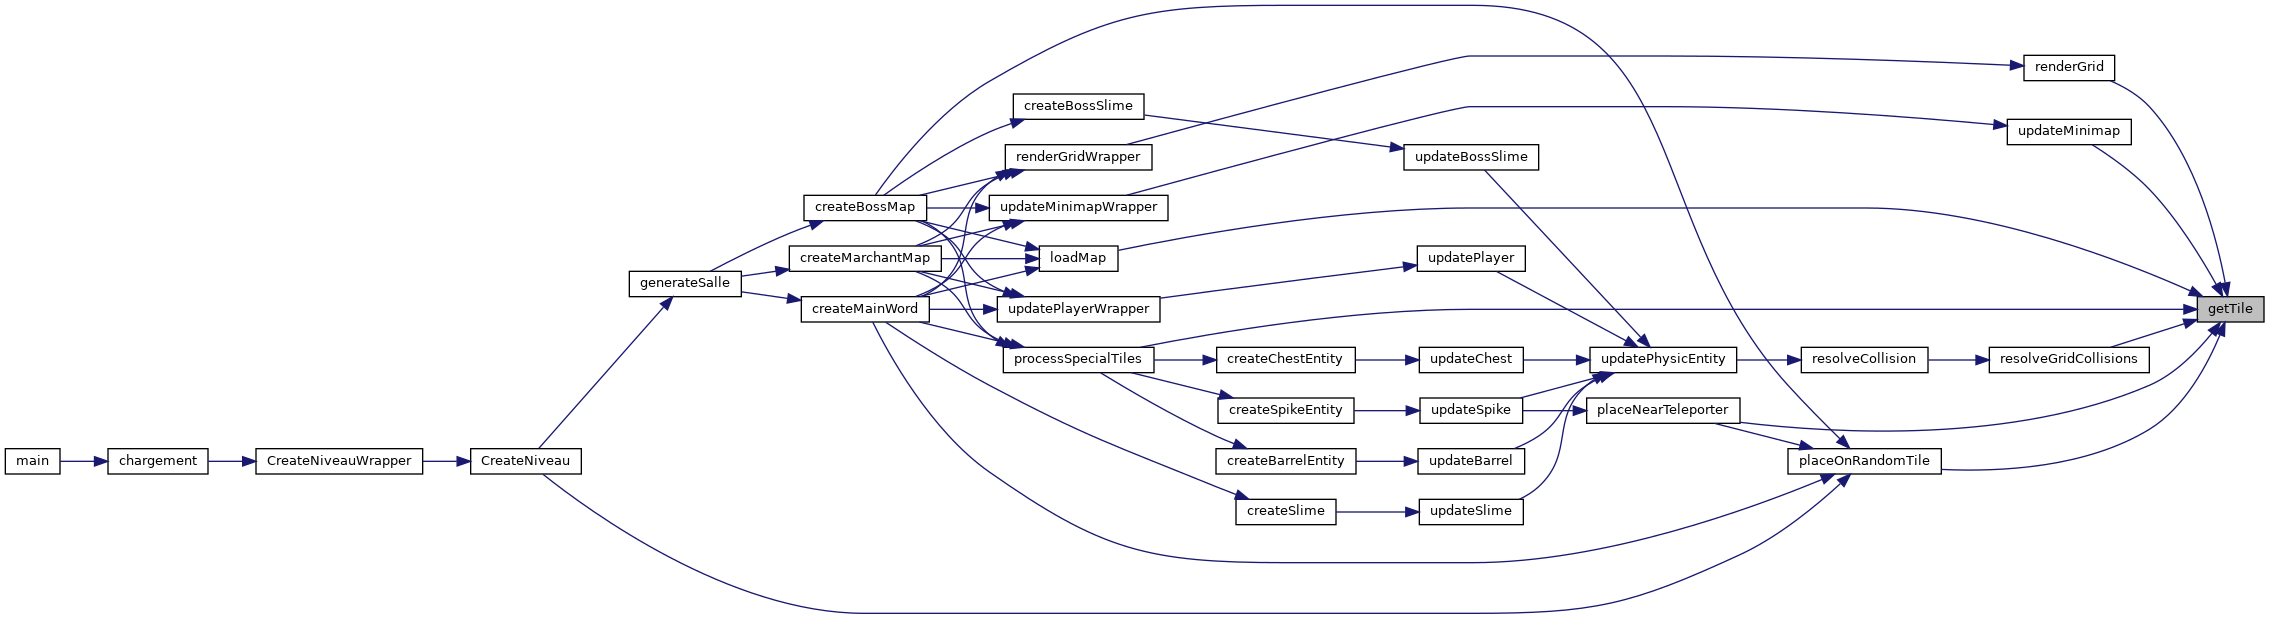 renderGrid
createBossSlime
updateMinimap
renderGridWrapper
updateBossSlime
createBossMap
updateMinimapWrapper
createMarchantMap
loadMap
updatePlayer
generateSalle
createMainWord
updatePlayerWrapper
getTile
processSpecialTiles
createChestEntity
updateChest
updatePhysicEntity
resolveCollision
resolveGridCollisions
createSpikeEntity
updateSpike
placeNearTeleporter
main
chargement
CreateNiveauWrapper
CreateNiveau
createBarrelEntity
updateBarrel
placeOnRandomTile
createSlime
updateSlime